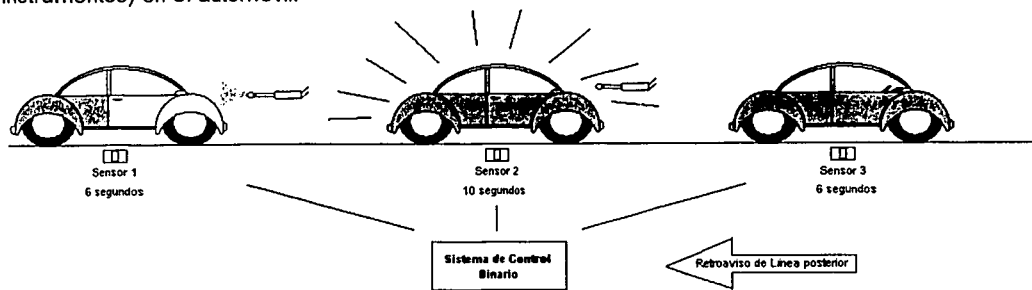 instrumentos) en el automóvil.
Sensor 1
6 segundos
Sensor 2
10 segundos
Sensor 3
6 segundos
Sistema de Control
Binario
Retroaviso de Línea posterior